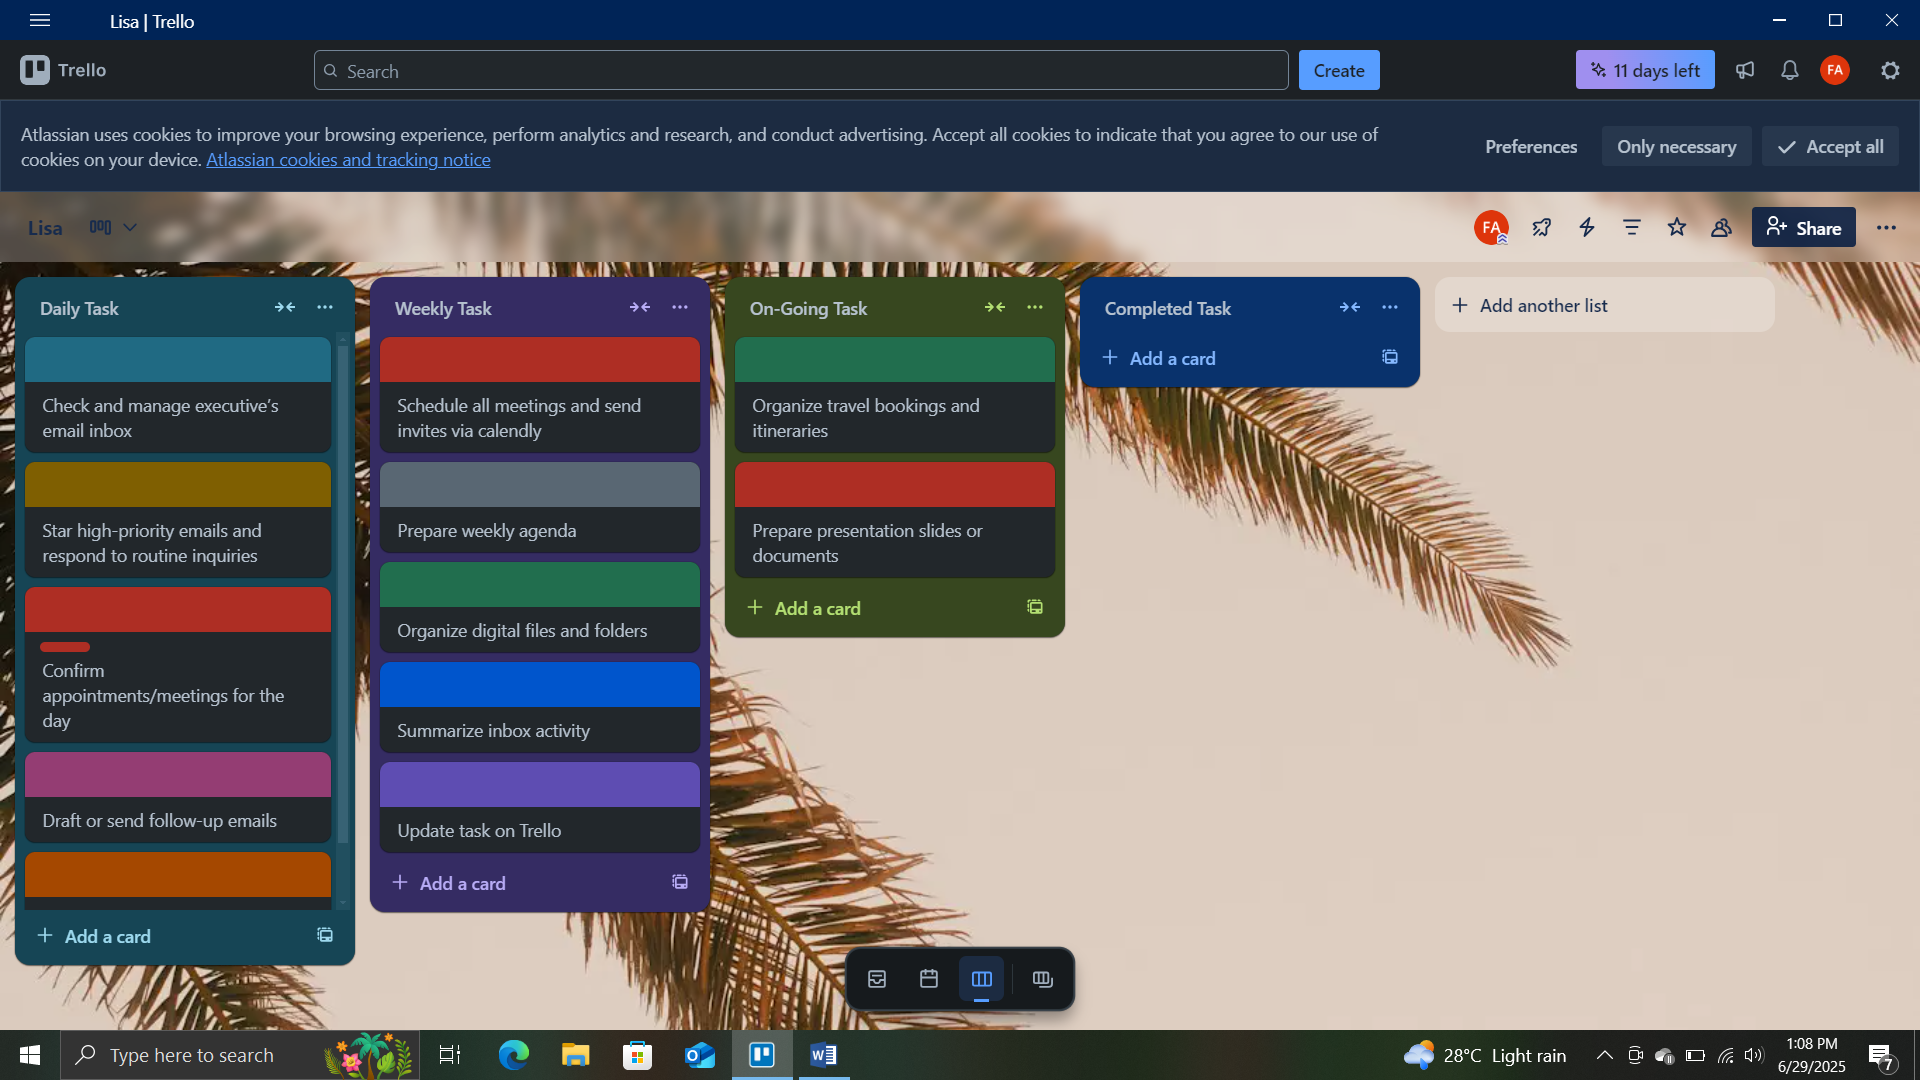 Lisa | Trello
Trello
Search
Create
11 days left
FA
Atlassian uses cookies to improve your browsing experience, perform analytics and research, and conduct advertising. Accept all cookies to indicate that you agree to our use of
cookies on your device. Atlassian cookies and tracking notice
Preferences
Only necessary
Accept all
Lisa
FA
Share
Daily Task
Check and manage executive’s
email inbox
Star high-priority emails and
respond to routine inquiries
Confirm
appointments/meetings for the
day
Draft or send follow-up emails
Add a card
Weekly Task
Schedule all meetings and send
invites via calendly
Prepare weekly agenda
Organize digital files and folders
Summarize inbox activity
Update task on Trello
Add a card
On-Going Task
Organize travel bookings and
itineraries
Prepare presentation slides or
documents
Add a card
Completed Task
Add a card
Add another list
Type here to search
28°C Light rain
1:08 PM
6/29/2025
7